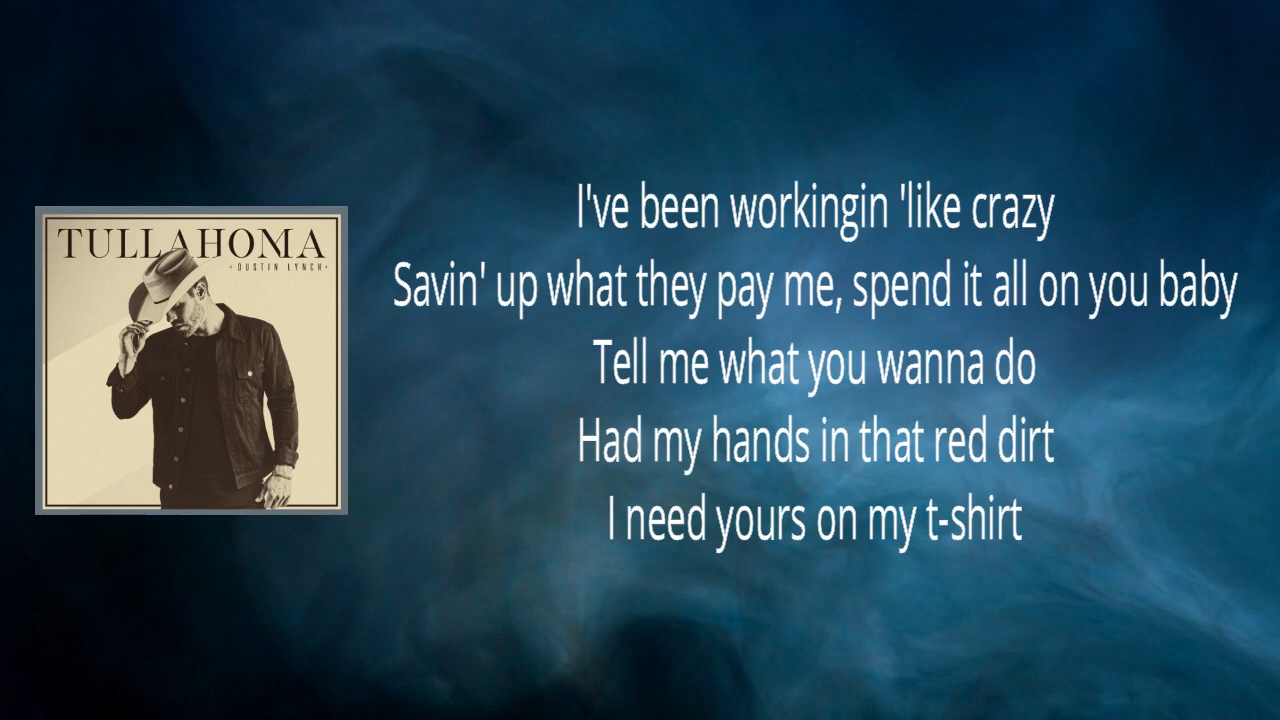 TULLAHOMA
• DUSTIN LYNCH •
I've been workingin 'like crazy
Savin' up what they pay me, spend it all on you baby
Tell me what you wanna do
Had my hands in that red dirt
I need yours on my t-shirt